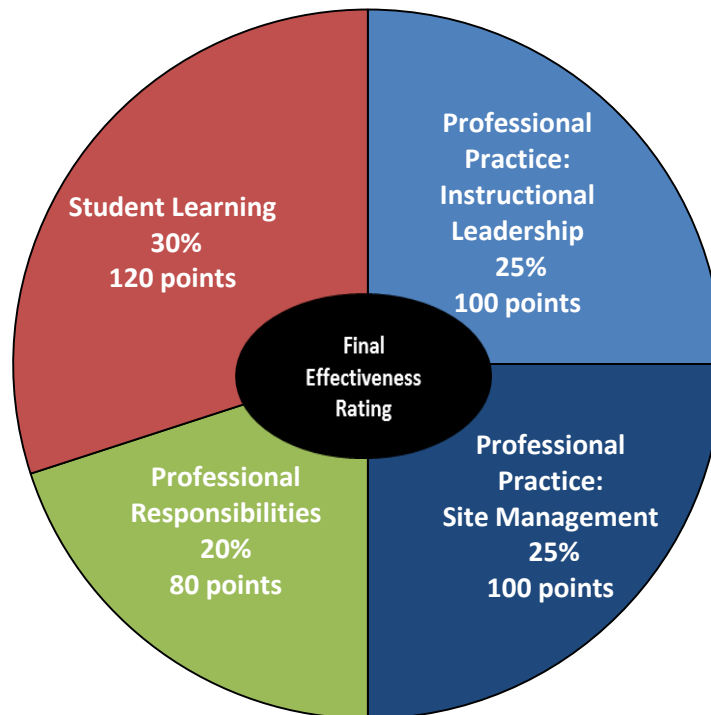 Professional
Practice:
Instructional
Leadership
25%
100 points
Student Learning
30%
120 points
Final
Effectiveness
Rating
Professional
Practice:
Site Management
25%
100 points
Professional
Responsibilities
20%
80 points